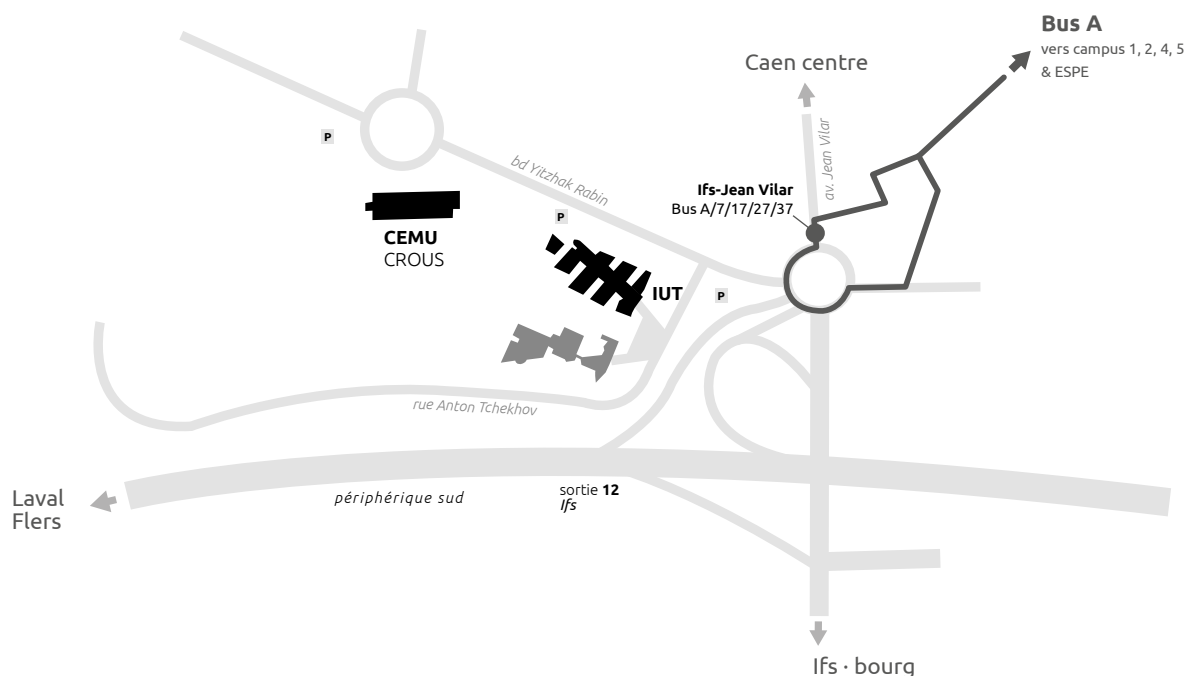 Bus A
vers campus 1, 2, 4, 5
& ESPE
Caen centre
av. Jean Vilar
P
bd Yitzhak Rabin
Ifs-Jean Vilar
Bus A/7/17/27/37
P
CEMU
CROUS
IUT
P
rue Anton Tchekhov
Laval
Flers
périphérique sud
sortie 12
Ifs
Ifs · bourg